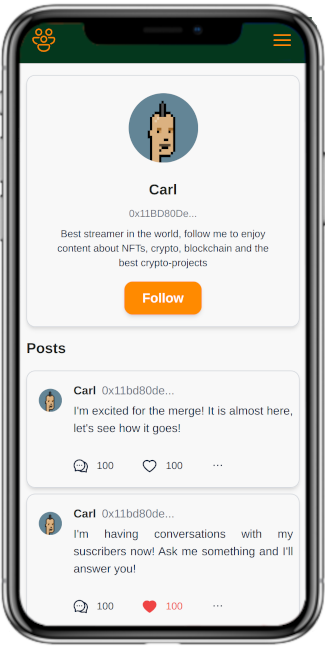 Carl
0x11BD80De...
Best streamer in the world, follow me to enjoy
content about NFTs, crypto, blockchain and the
best crypto-projects
Follow
Posts
Carl 0x11bd80de...
I'm excited for the merge! It is almost here,
let's see how it goes!
100 100 ...
Carl 0x11bd80de...
I'm having conversations with my
suscribers now! Ask me something and I'll
answer you!
100 100 ...